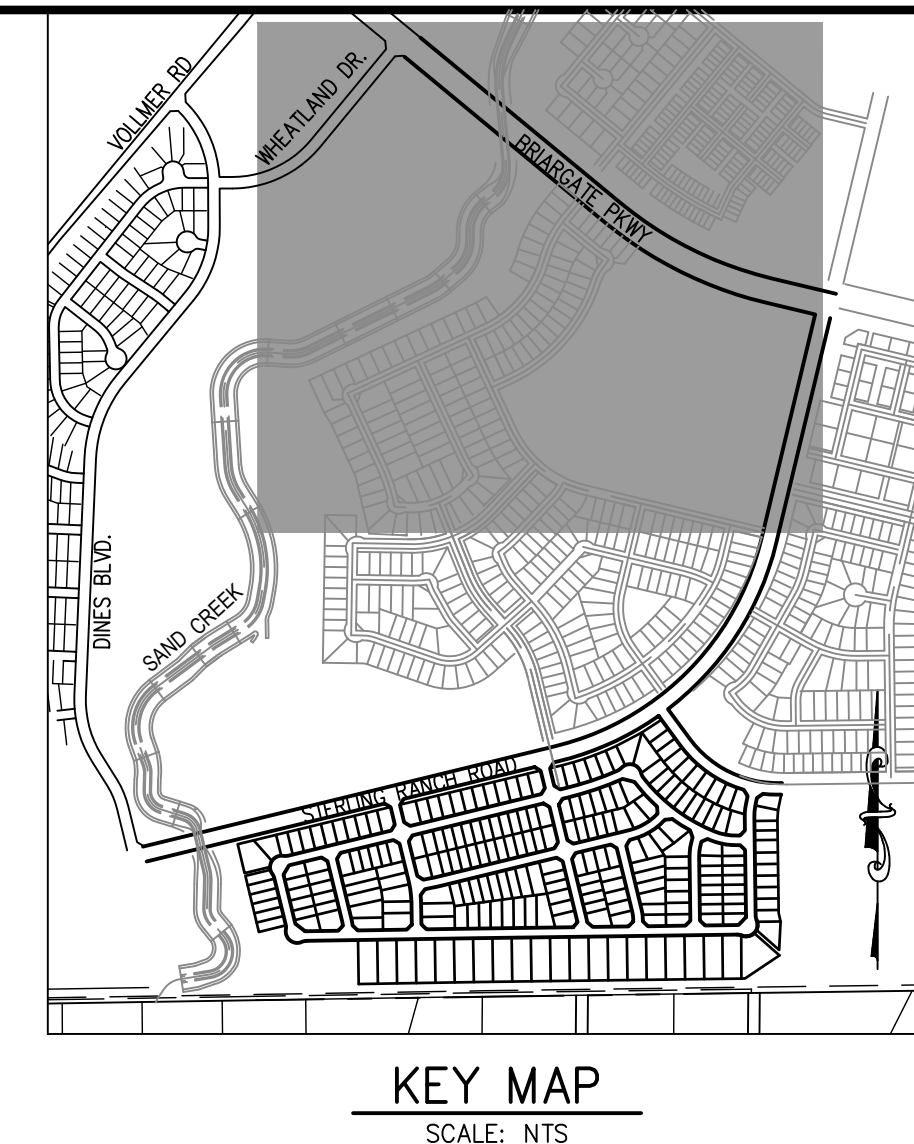 VOLLMER RD
WHEATLAND DR.
BRIARGATE PKWY
DINES BLVD.
SAND CREEK
STERLING RANCH ROAD
KEY MAP
SCALE: NTS